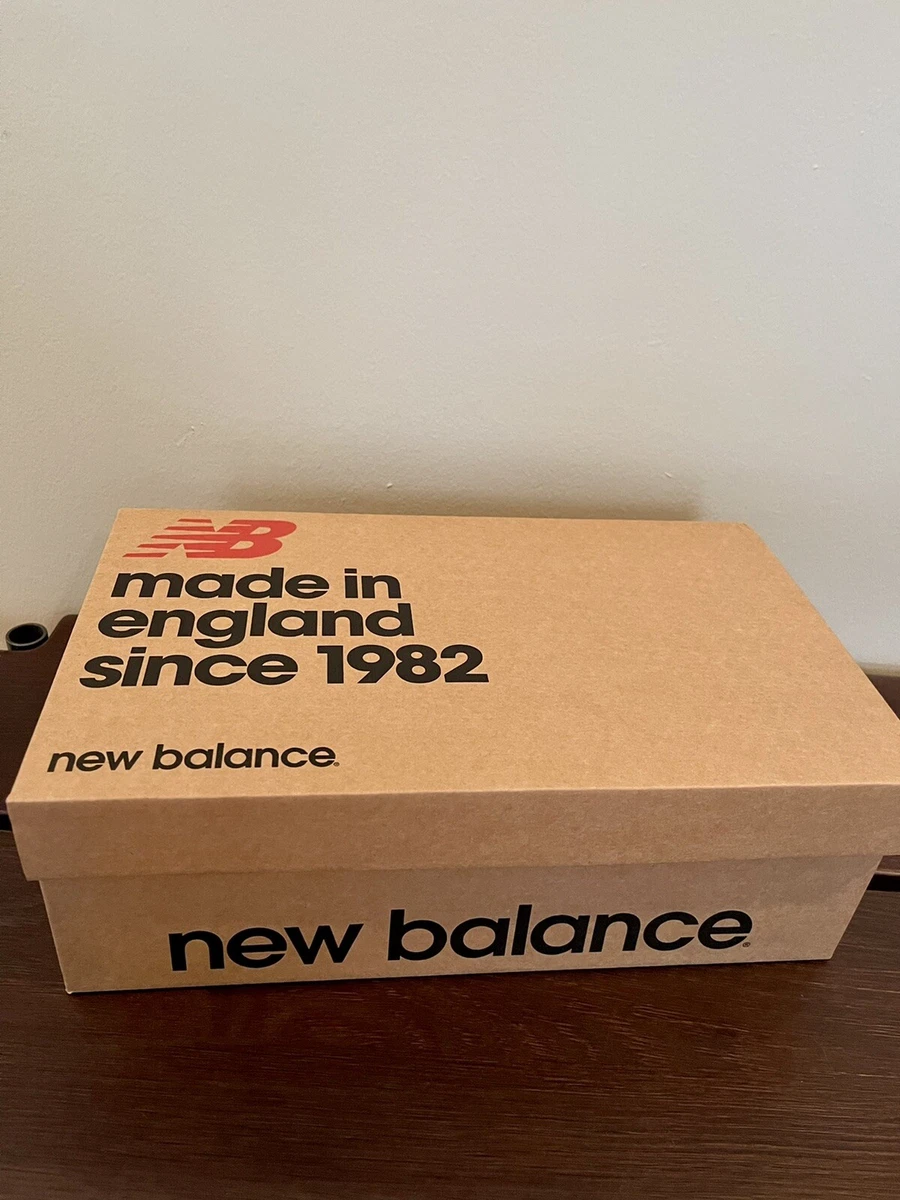 NB
made in
england
since 1982
new balance®
new balance®